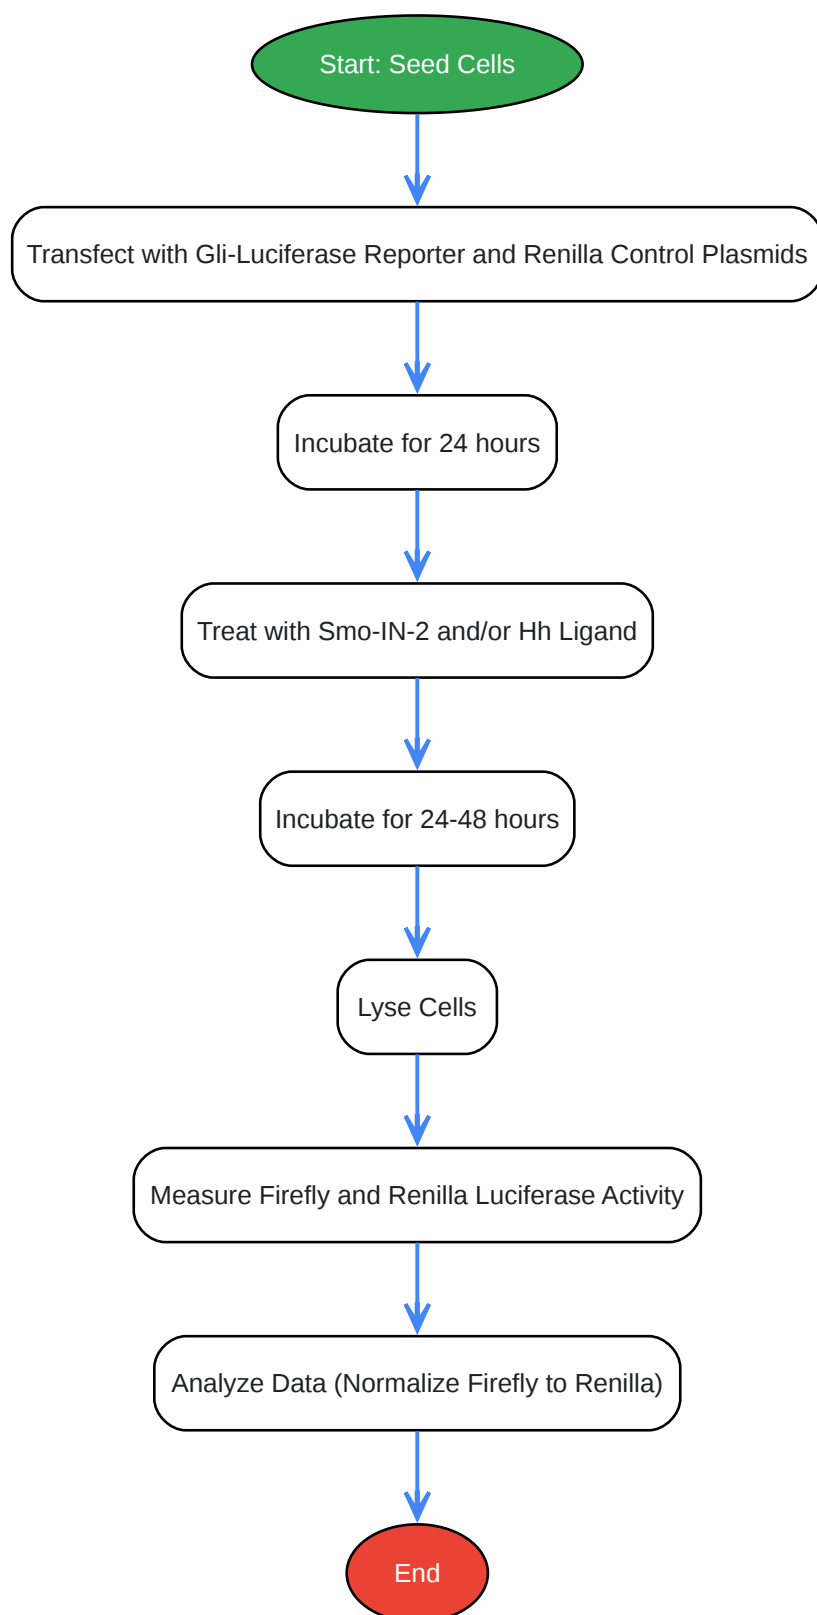 Start: Seed Cells
Transfect with Gli-Luciferase Reporter and Renilla Control Plasmids
Incubate for 24 hours
Treat with Smo-IN-2 and/or Hh Ligand
Incubate for 24-48 hours
Lyse Cells
Measure Firefly and Renilla Luciferase Activity
Analyze Data (Normalize Firefly to Renilla)
End